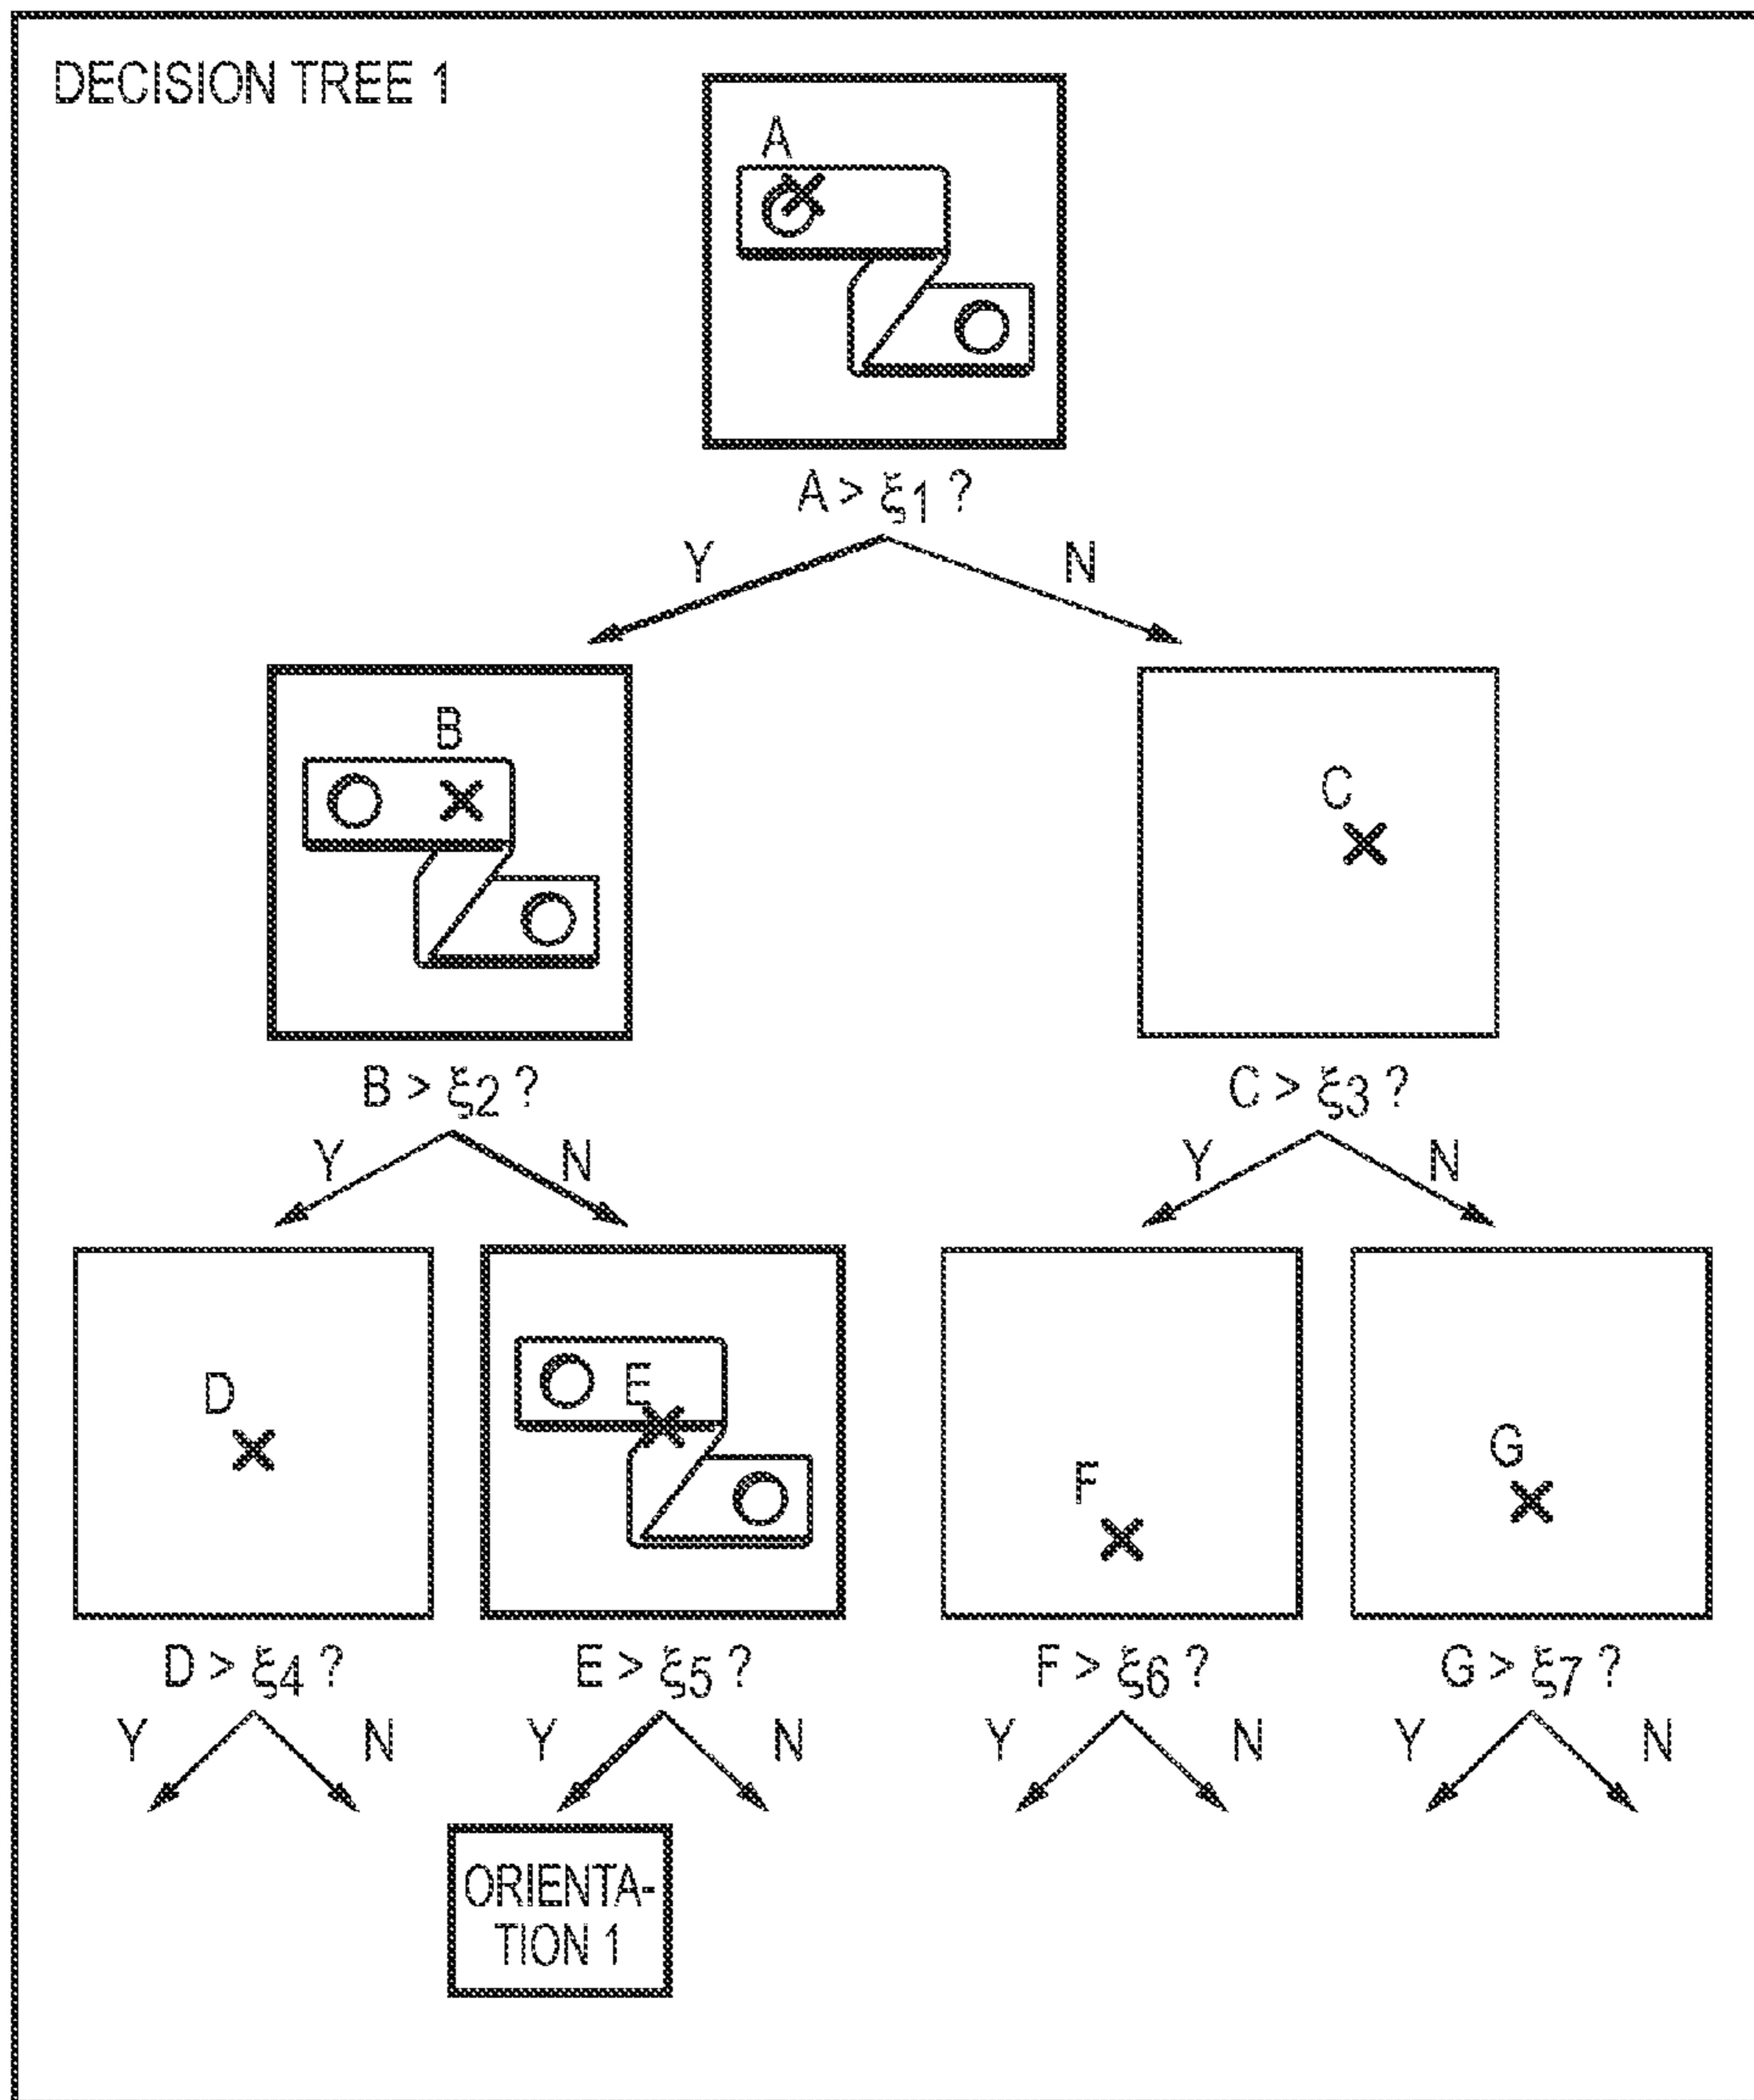 DECISION TREE 1
A
A > ξ1 ?
Y N
B
C
B > ξ2 ?
C > ξ3 ?
Y N
Y N
D
E
F
G
D > ξ4 ?
E > ξ5 ?
F > ξ6 ?
G > ξ7 ?
Y N
Y N
Y N
Y N
ORIENTA-
TION 1